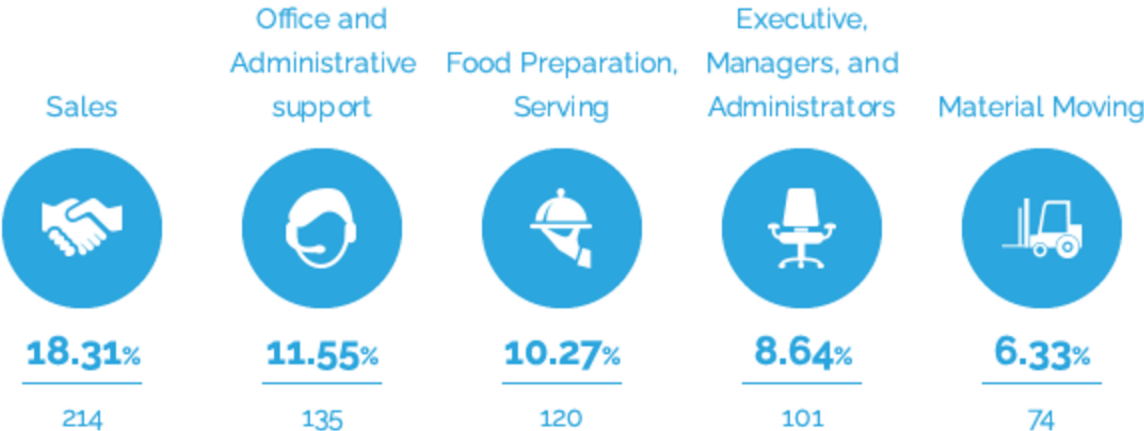 Sales
Office and
Administrative
support
Food Preparation,
Serving
Executive,
Managers, and
Administrators
Material Moving
18.31%
11.55%
10.27%
8.64%
6.33%
214
135
120
101
74